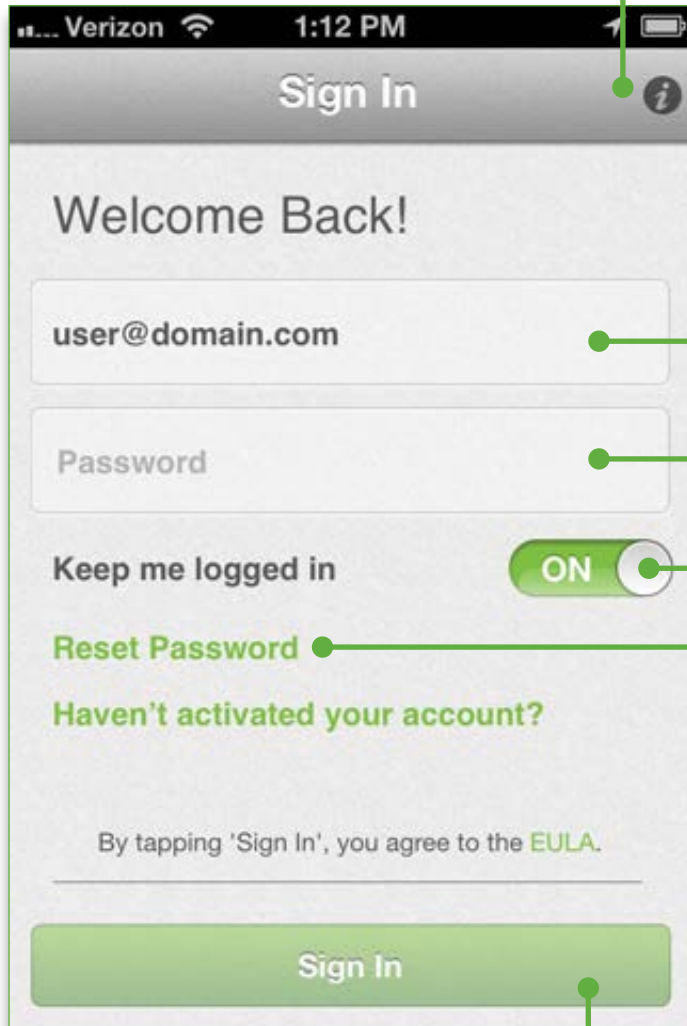 Verizon 1:12 PM
Sign In
Welcome Back!
user@domain.com
Password
Keep me logged in ON
Reset Password
Haven't activated your account?
By tapping 'Sign In', you agree to the EULA.
Sign In